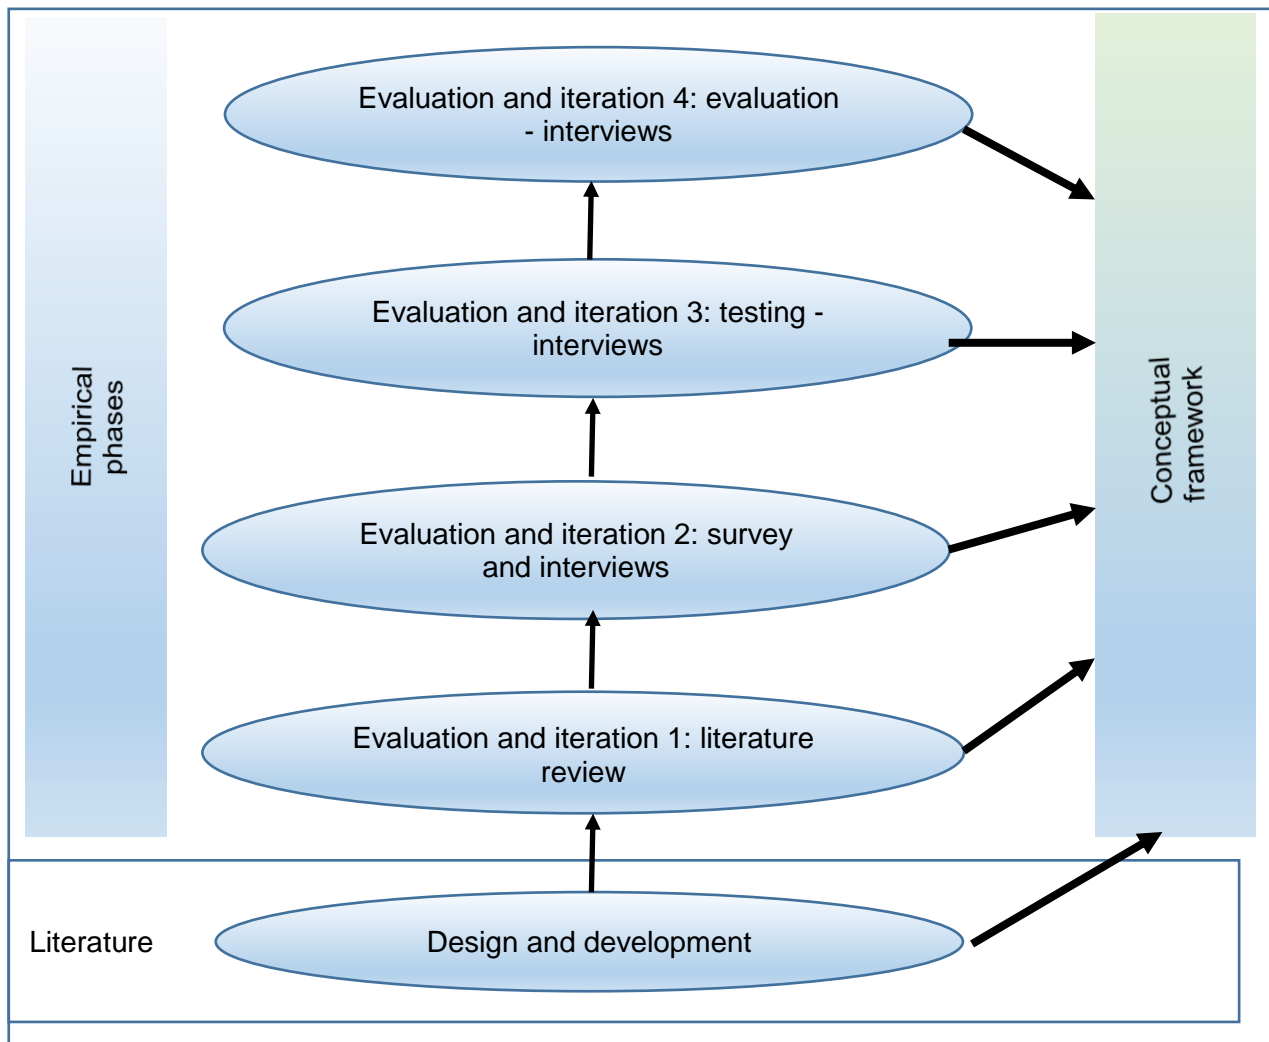 Evaluation and iteration 4: evaluation
- interviews
Evaluation and iteration 3: testing -
interviews
Empirical
phases
Conceptual
framework
Evaluation and iteration 2: survey
and interviews
Evaluation and iteration 1: literature
review
Literature
Design and development